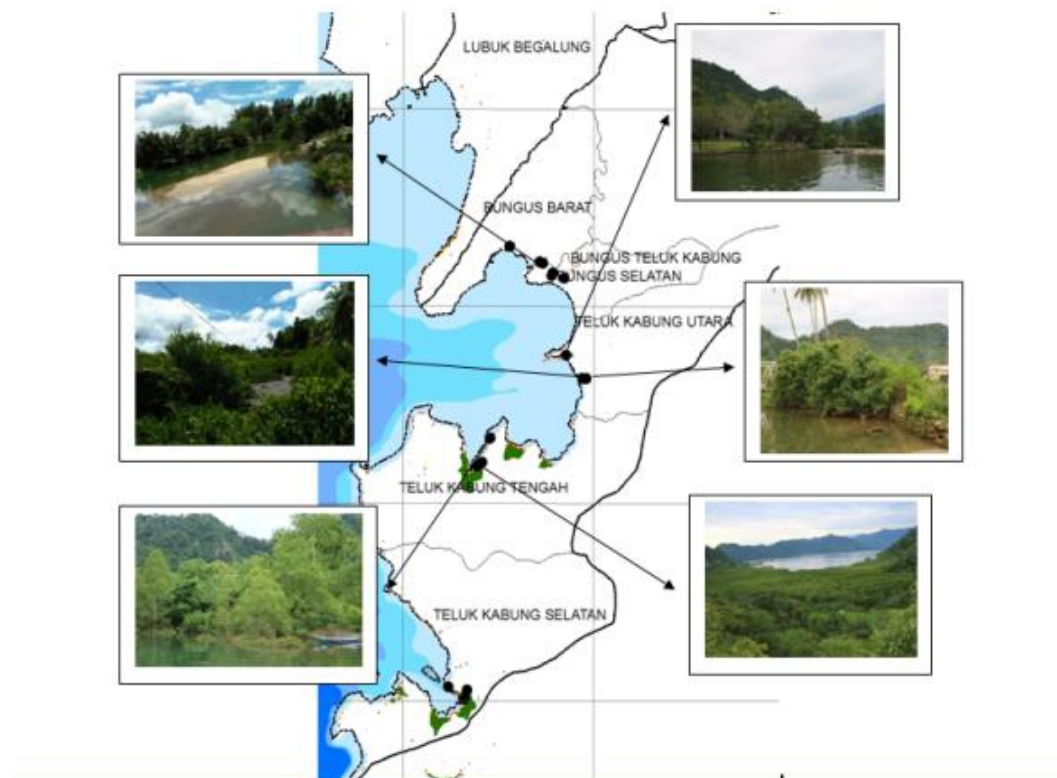 LUBUK BEGALUNG
BUNGUS BARAT
BUNGUS TELUK KABUNG
BUNGUS SELATAN
TELUK KABUNG UTARA
TELUK KABUNG TENGAH
TELUK KABUNG SELATAN